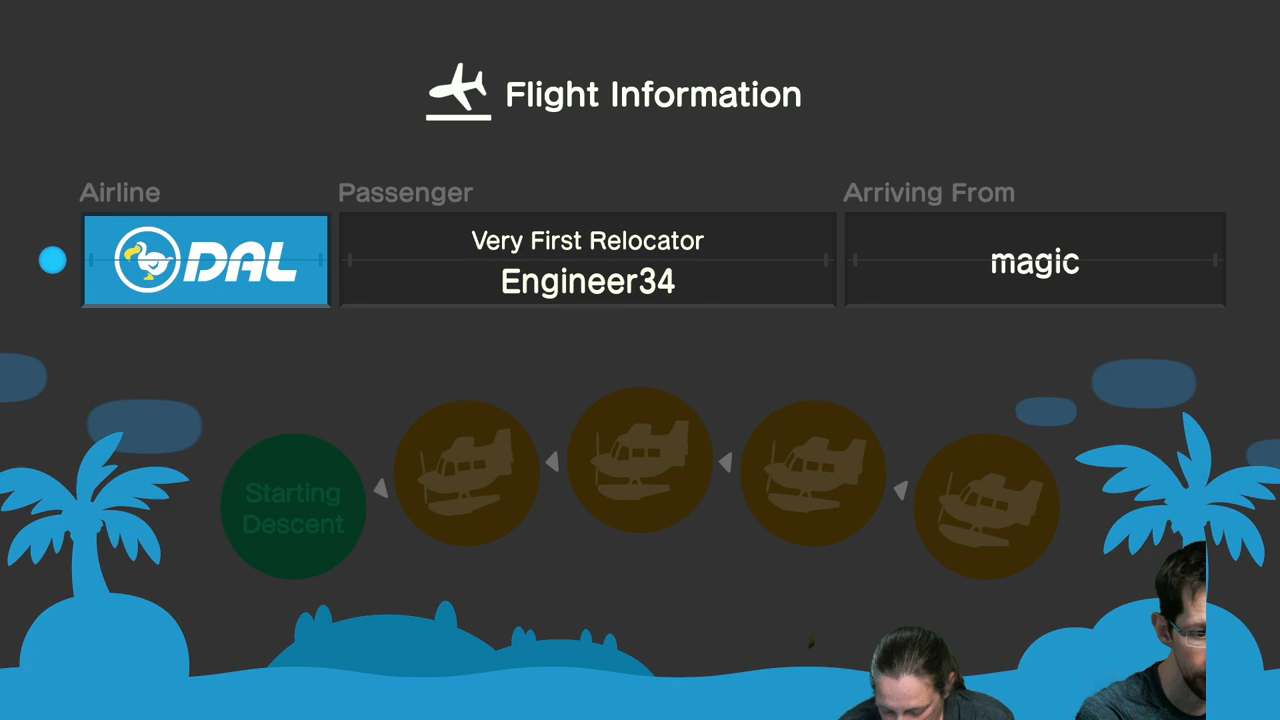 Flight Information
Airline
Passenger
Arriving From
DAL
Very First Relocator
Engineer34
magic
Starting
Descent